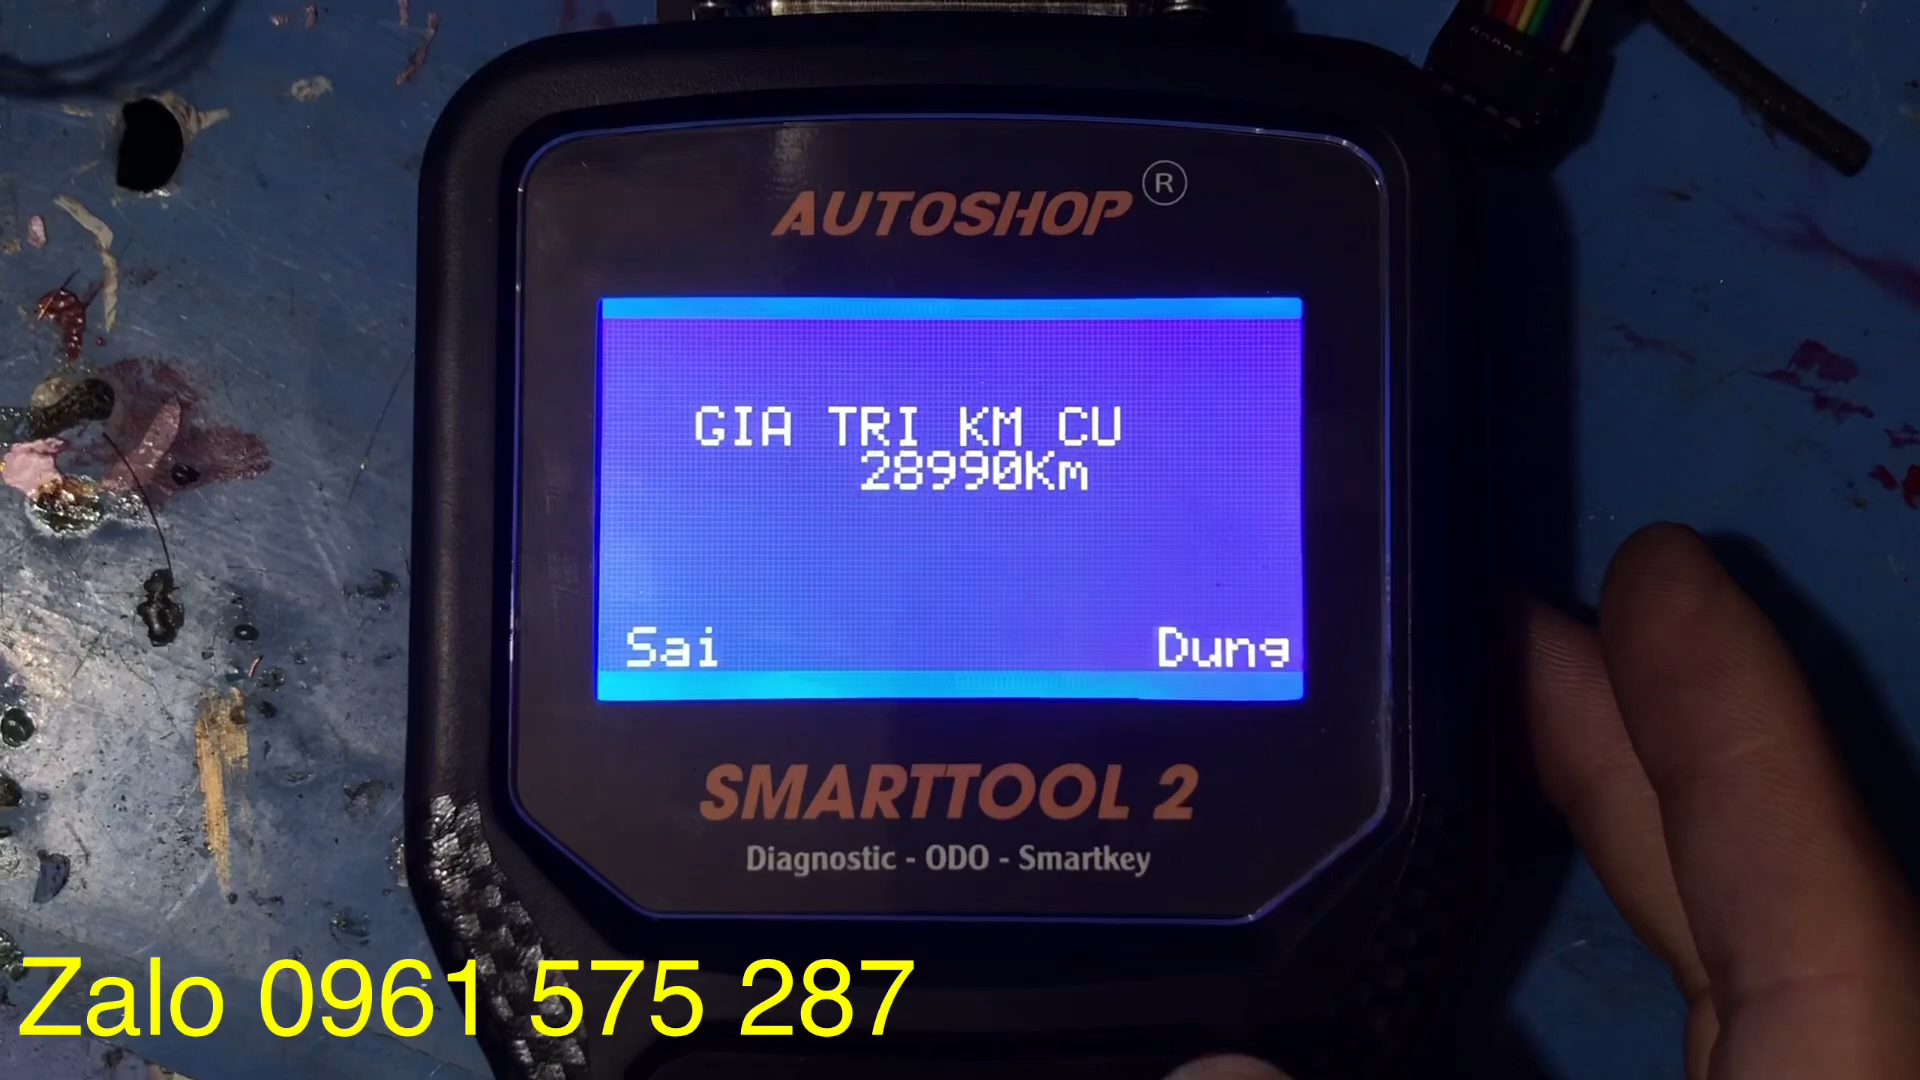 AUTOSHOP ®
GIA TRI KM CU
28990Km
Sai Dung
SMARTTOOL 2
Diagnostic - ODO - Smartkey
Zalo 0961 575 287